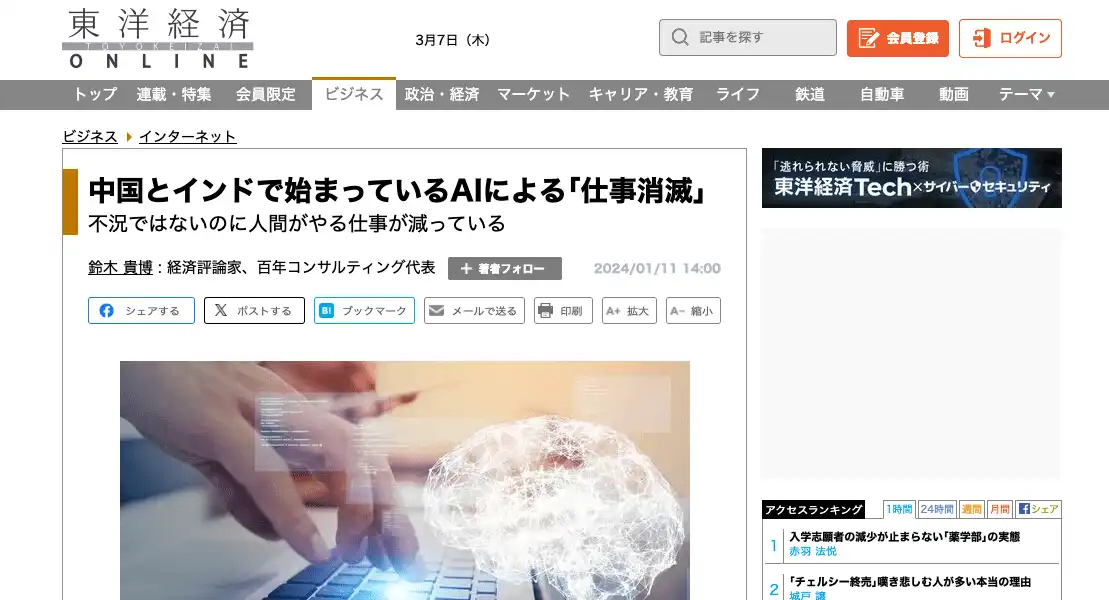 東洋経済
TOYOKEIZAI
ONLINE
3月7日（木）
記事を探す
会員登録
ログイン
トップ 連載・特集 会員限定 ビジネス 政治・経済 マーケット キャリア・教育 ライフ 鉄道 自動車 動画 テーマ
ビジネス インターネット
中国とインドで始まっているAIによる｢仕事消滅｣
不況ではないのに人間がやる仕事が減っている
鈴木 貴博 : 経済評論家、百年コンサルティング代表
＋ 著者フォロー
2024/01/11 14:00
シェアする
ポストする
B! ブックマーク
メールで送る
印刷
A+ 拡大
A− 縮小
「逃れられない脅威」に勝つ術
東洋経済Tech×サイバーセキュリティ
アクセスランキング
1時間 24時間 週間 月間 シェア
1 入学志願者の減少が止まらない｢薬学部｣の実態
赤羽 法悦
2 ｢チェルシー終売｣嘆き悲しむ人が多い本当の理由
城戸 譲